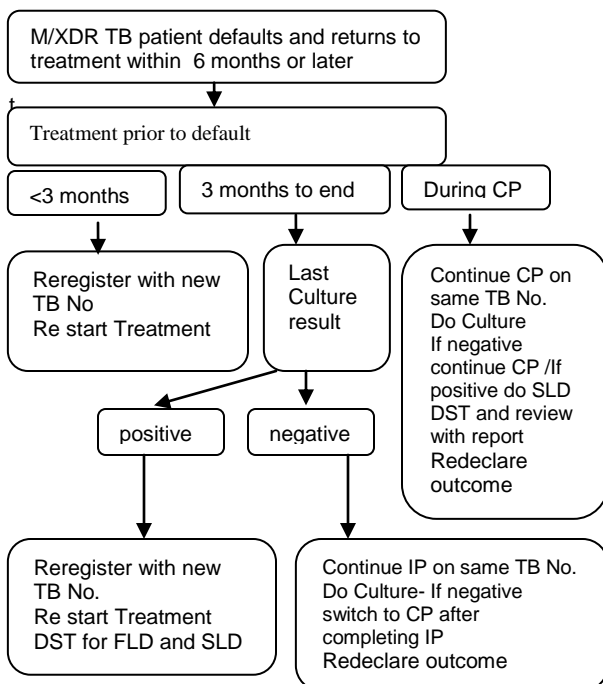 M/XDR TB patient defaults and returns to
treatment within 6 months or later
t
Treatment prior to default
<3 months
3 months to end
During CP
Reregister with new
TB No
Re start Treatment
Last
Culture
result
Continue CP on
same TB No.
Do Culture
If negative
continue CP /If
positive do SLD
DST and review
with report
Redeclare
outcome
positive
negative
Reregister with new
TB No.
Re start Treatment
DST for FLD and SLD
Continue IP on same TB No.
Do Culture- If negative
switch to CP after
completing IP
Redeclare outcome